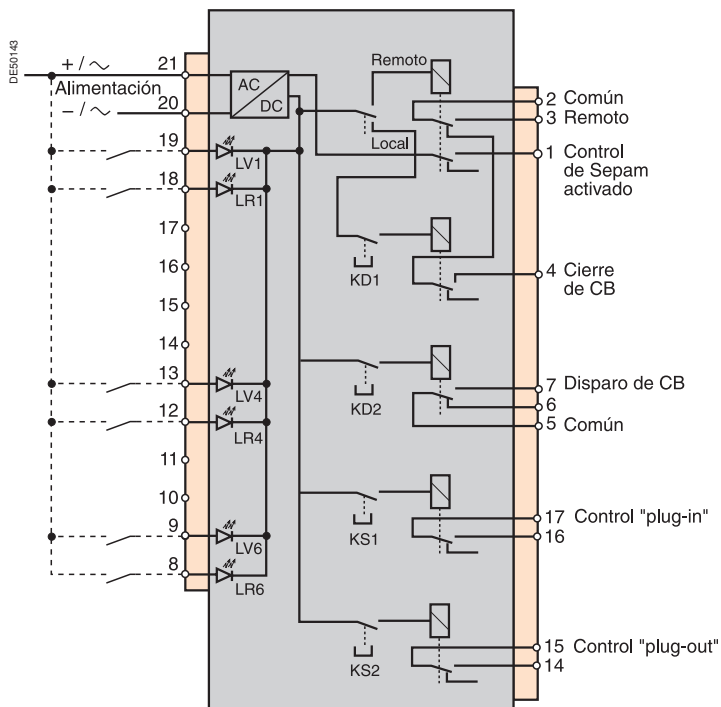 DE50143
+ / ∼
21
Alimentación
− / ∼
20
19
18
17
16
15
14
13
12
11
10
9
8
AC
DC
LV1
LR1
LV4
LR4
LV6
LR6
Remoto
Local
KD1
KD2
KS1
KS2
2 Común
3 Remoto
1 Control
de Sepam
activado
4 Cierre
de CB
7 Disparo de CB
6
5 Común
17 Control "plug-in"
16
15 Control "plug-out"
14